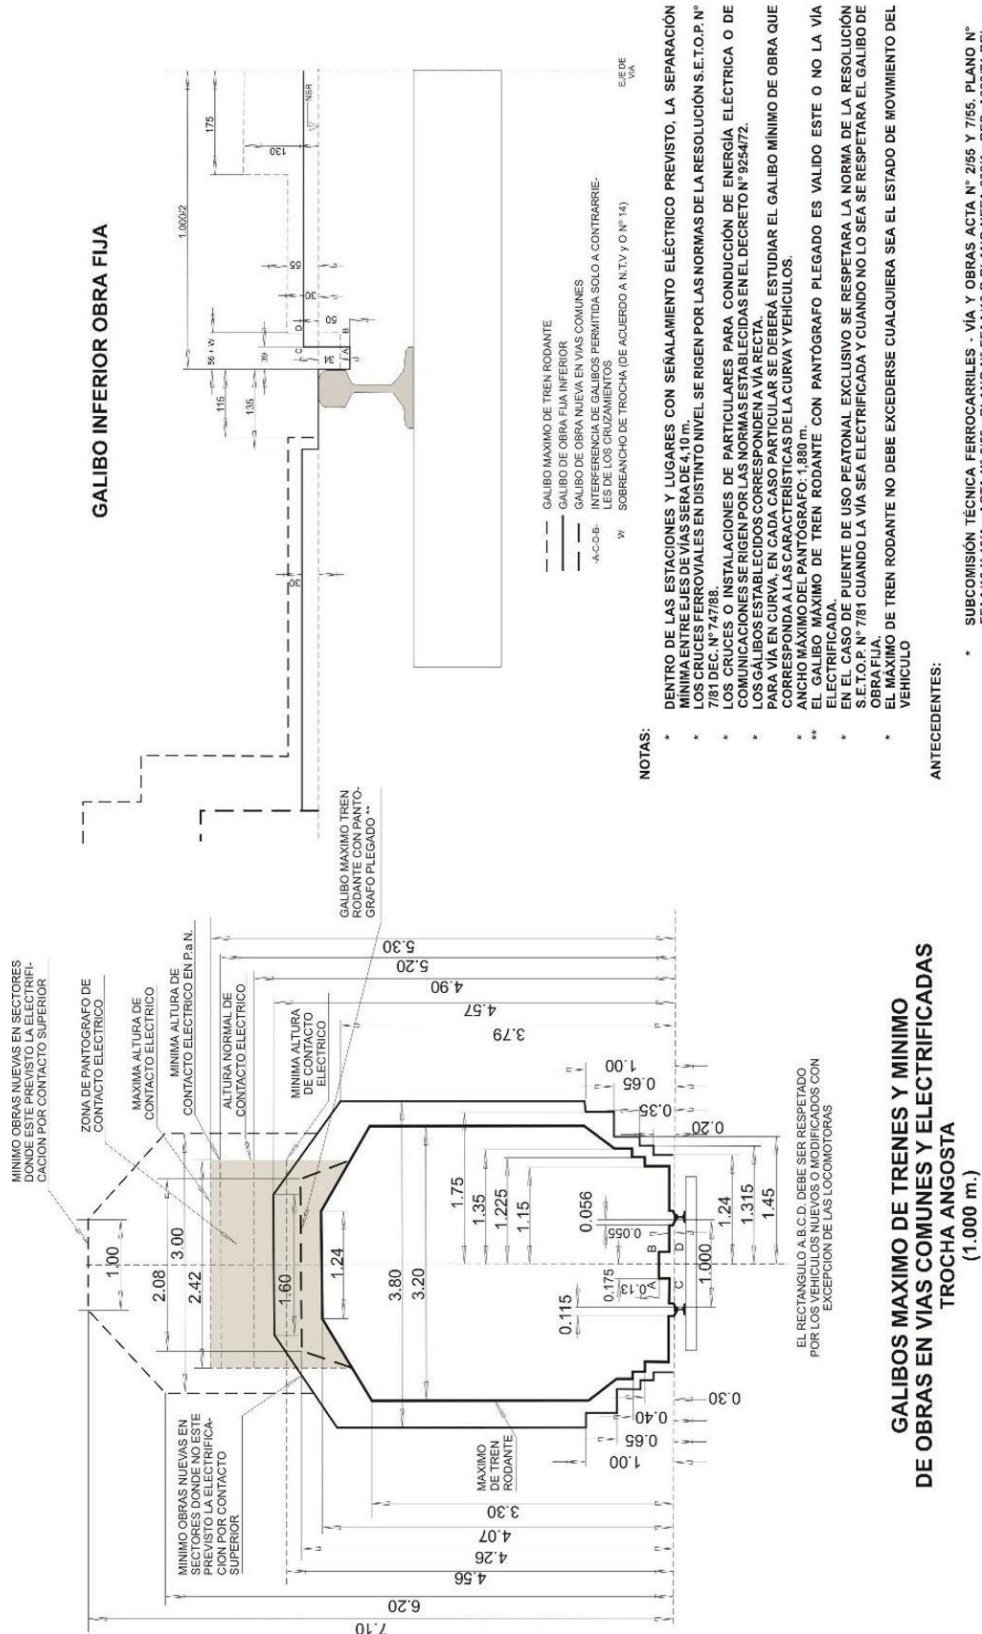 GALIBO INFERIOR OBRA FIJA
1.000/2
175
130
NSR
55
30
50
56 + W
39
34
A
B
C
D
115
135
30
EJE DE
VIA
GALIBO MAXIMO DE TREN RODANTE
GALIBO DE OBRA FIJA INFERIOR
GALIBO DE OBRA NUEVA EN VIAS COMUNES
-A-C-D-B- INTERFERENCIA DE GALIBOS PERMITIDA SOLO A CONTRARRIE-
LES DE LOS CRUZAMIENTOS
W SOBREANCHO DE TROCHA (DE ACUERDO A N.T.V y O Nº 14)
MINIMO OBRAS NUEVAS EN SECTORES
DONDE ESTE PREVISTO LA ELECTRIFI-
CACION POR CONTACTO SUPERIOR
ZONA DE PANTOGRAFO DE
CONTACTO ELECTRICO
MAXIMA ALTURA DE
CONTACTO ELECTRICO
MINIMA ALTURA DE
CONTACTO ELECTRICO EN P.a N.
ALTURA NORMAL DE
CONTACTO ELECTRICO
MINIMA ALTURA
DE CONTACTO
ELECTRICO
GALIBO MAXIMO TREN
RODANTE CON PANTO-
GRAFO PLEGADO **
MINIMO OBRAS NUEVAS EN
SECTORES DONDE NO ESTE
PREVISTO LA ELECTRIFICA-
CION POR CONTACTO
SUPERIOR
MAXIMO
DE TREN
RODANTE
1.00
3.00
2.08
2.42
1.60
1.24
3.80
3.20
1.75
1.35
1.225
1.15
0.056
0.055
0.175
0.13
0.115
A
B
C
D
1.000
1.24
1.315
1.45
5.30
5.20
4.90
4.57
3.79
1.00
0.65
0.35
0.20
7.10
6.20
4.56
4.26
4.07
3.30
1.00
0.65
0.40
0.30
EL RECTANGULO A.B.C.D. DEBE SER RESPETADO
POR LOS VEHICULOS NUEVOS O MODIFICADOS CON
EXCEPCION DE LAS LOCOMOTORAS
GALIBOS MAXIMO DE TRENES Y MINIMO
DE OBRAS EN VIAS COMUNES Y ELECTRIFICADAS
TROCHA ANGOSTA
(1.000 m.)
NOTAS:
* DENTRO DE LAS ESTACIONES Y LUGARES CON SEÑALAMIENTO ELÉCTRICO PREVISTO, LA SEPARACIÓN
MÍNIMA ENTRE EJES DE VÍAS SERA DE 4,10 m.
* LOS CRUCES FERROVIALES EN DISTINTO NIVEL SE RIGEN POR LAS NORMAS DE LA RESOLUCIÓN S.E.T.O.P. N°
7/81 DEC. N° 747/88.
* LOS CRUCES O INSTALACIONES DE PARTICULARES PARA CONDUCCIÓN DE ENERGÍA ELÉCTRICA O DE
COMUNICACIONES SE RIGEN POR LAS NORMAS ESTABLECIDAS EN EL DECRETO N° 9254/72.
* LOS GÁLIBOS ESTABLECIDOS CORRESPONDEN A VÍA RECTA.
PARA VÍA EN CURVA, EN CADA CASO PARTICULAR SE DEBERÁ ESTUDIAR EL GALIBO MÍNIMO DE OBRA QUE
CORRESPONDA A LAS CARACTERÍSTICAS DE LA CURVA Y VEHÍCULOS.
* ANCHO MÁXIMO DEL PANTÓGRAFO: 1,880 m.
** EL GALIBO MÁXIMO DE TREN RODANTE CON PANTÓGRAFO PLEGADO ES VALIDO ESTE O NO LA VÍA
ELECTRIFICADA.
* EN EL CASO DE PUENTE DE USO PEATONAL EXCLUSIVO SE RESPETARA LA NORMA DE LA RESOLUCIÓN
S.E.T.O.P. N° 7/81 CUANDO LA VÍA SEA ELECTRIFICADA Y CUANDO NO LO SEA SE RESPETARA EL GALIBO DE
OBRA FIJA.
* EL MÁXIMO DE TREN RODANTE NO DEBE EXCEDERSE CUALQUIERA SEA EL ESTADO DE MOVIMIENTO DEL
VEHICULO
ANTECEDENTES:
* SUBCOMISIÓN TÉCNICA FERROCARRILES - VÍA Y OBRAS ACTA N° 2/55 Y 7/55. PLANO N°